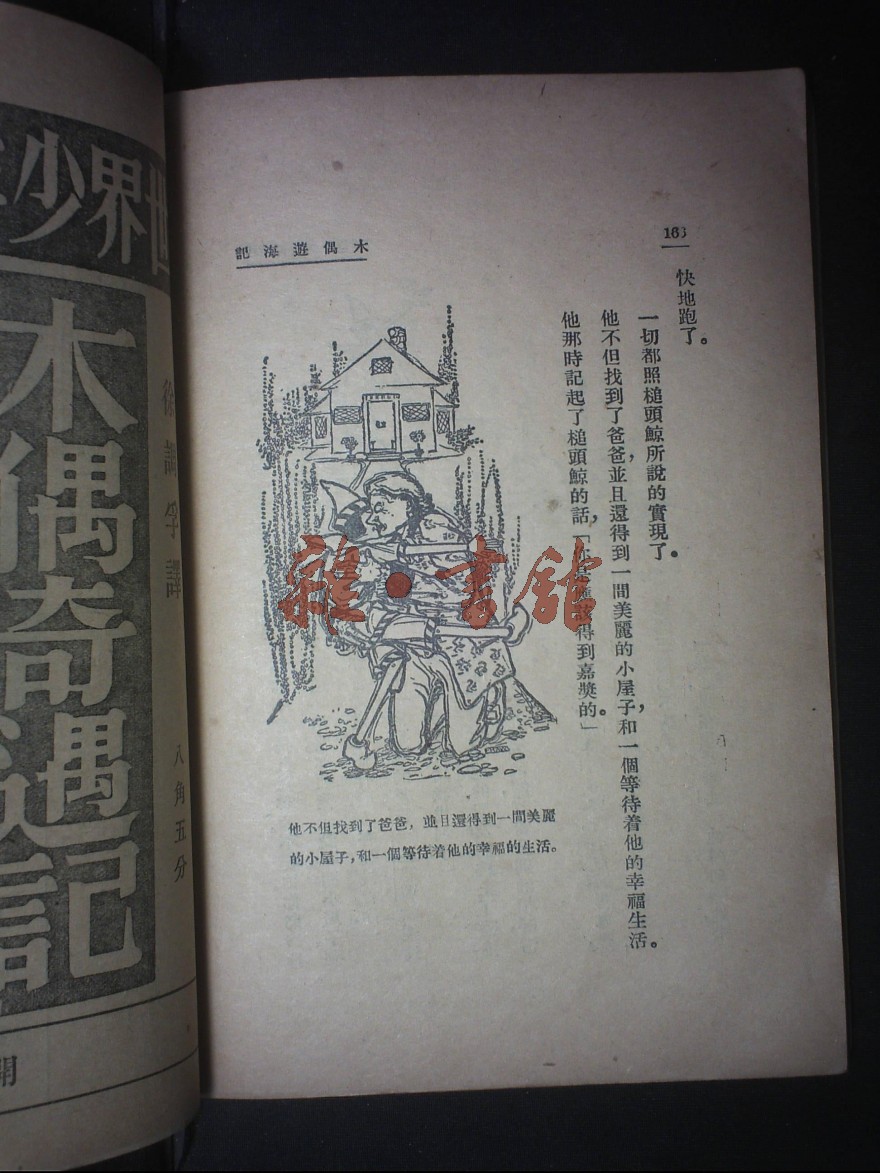 163
木偶遊海記
快地跑了。
一切都照槌頭鯨所說的實現了。
他不但找到了爸爸，並且還得到一間美麗的小屋子，和一個等待着他的幸福生活。
他那時記起了槌頭鯨的話，「你是應該得到嘉獎的。」
他不但找到了爸爸，並且還得到一間美麗
的小屋子，和一個等待着他的幸福的生活。
雜·書館
世界少
木偶奇遇記
徐調孚譯
八角五分
開